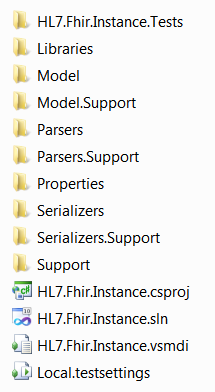 HL7.Fhir.Instance.Tests
Libraries
Model
Model.Support
Parsers
Parsers.Support
Properties
Serializers
Serializers.Support
Support
HL7.Fhir.Instance.csproj
HL7.Fhir.Instance.sln
HL7.Fhir.Instance.vsmdi
Local.testsettings